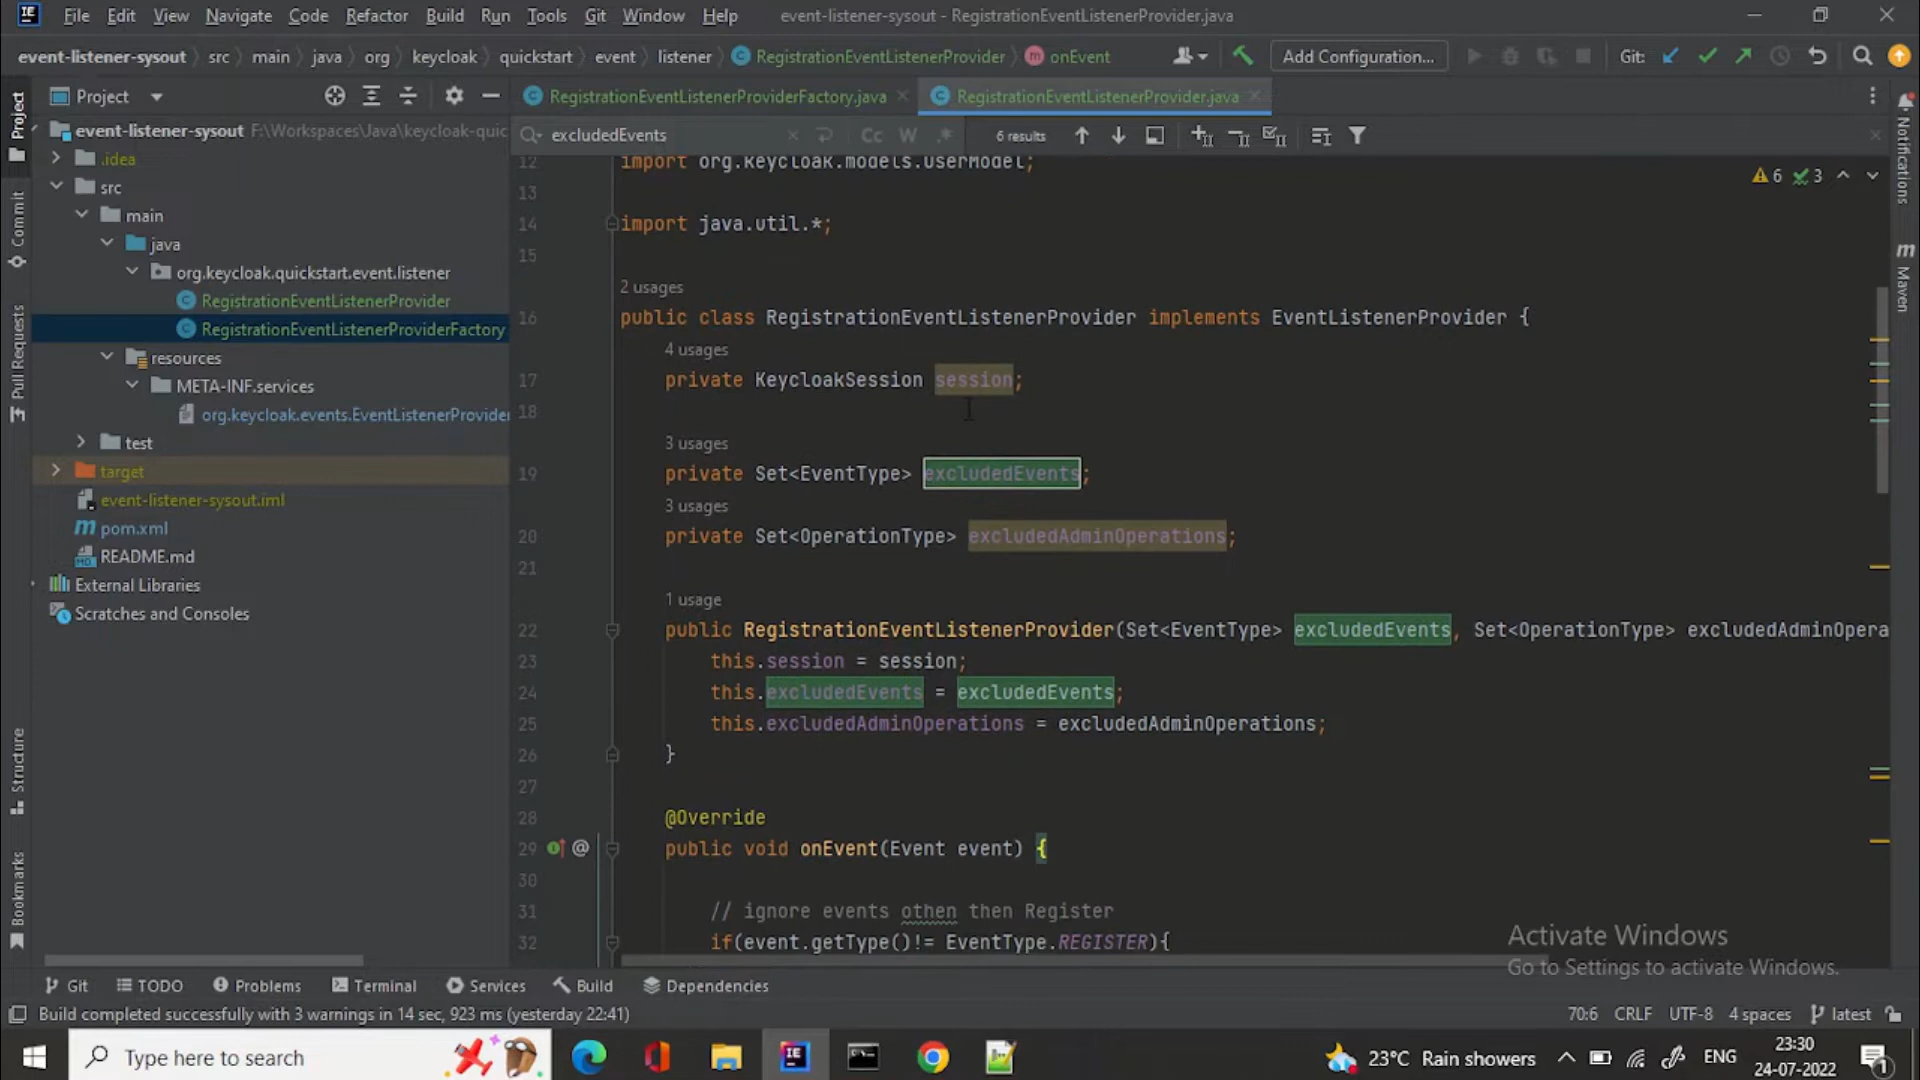 File Edit View Navigate Code Refactor Build Run Tools Git Window Help event-listener-sysout - RegistrationEventListenerProvider.java
event-listener-sysout src main java org keycloak quickstart event listener RegistrationEventListenerProvider onEvent Add Configuration... Git:
Project RegistrationEventListenerProviderFactory.java RegistrationEventListenerProvider.java
excludedEvents Cc W .* 6 results
event-listener-sysout F:\Workspaces\Java\keycloak-quic
.idea
src
main
java
org.keycloak.quickstart.event.listener
RegistrationEventListenerProvider
RegistrationEventListenerProviderFactory
resources
META-INF.services
org.keycloak.events.EventListenerProvider
test
target
event-listener-sysout.iml
pom.xml
README.md
External Libraries
Scratches and Consoles
Project
Commit
Pull Requests
Structure
Bookmarks
12 import org.keycloak.models.UserModel;
13
14 import java.util.*;
15
2 usages
16 public class RegistrationEventListenerProvider implements EventListenerProvider {
4 usages
17 private KeycloakSession session;
18
3 usages
19 private Set<EventType> excludedEvents;
3 usages
20 private Set<OperationType> excludedAdminOperations;
21
1 usage
22 public RegistrationEventListenerProvider(Set<EventType> excludedEvents, Set<OperationType> excludedAdminOpera
23 this.session = session;
24 this.excludedEvents = excludedEvents;
25 this.excludedAdminOperations = excludedAdminOperations;
26 }
27
28 @Override
29 public void onEvent(Event event) {
30
31 // ignore events othen then Register
32 if(event.getType()!= EventType.REGISTER){
6 3
Notifications
Maven
Activate Windows
Go to Settings to activate Windows.
Git TODO Problems Terminal Services Build Dependencies
Build completed successfully with 3 warnings in 14 sec, 923 ms (yesterday 22:41) 70:6 CRLF UTF-8 4 spaces latest
Type here to search 23°C Rain showers ENG 23:30
24-07-2022 1